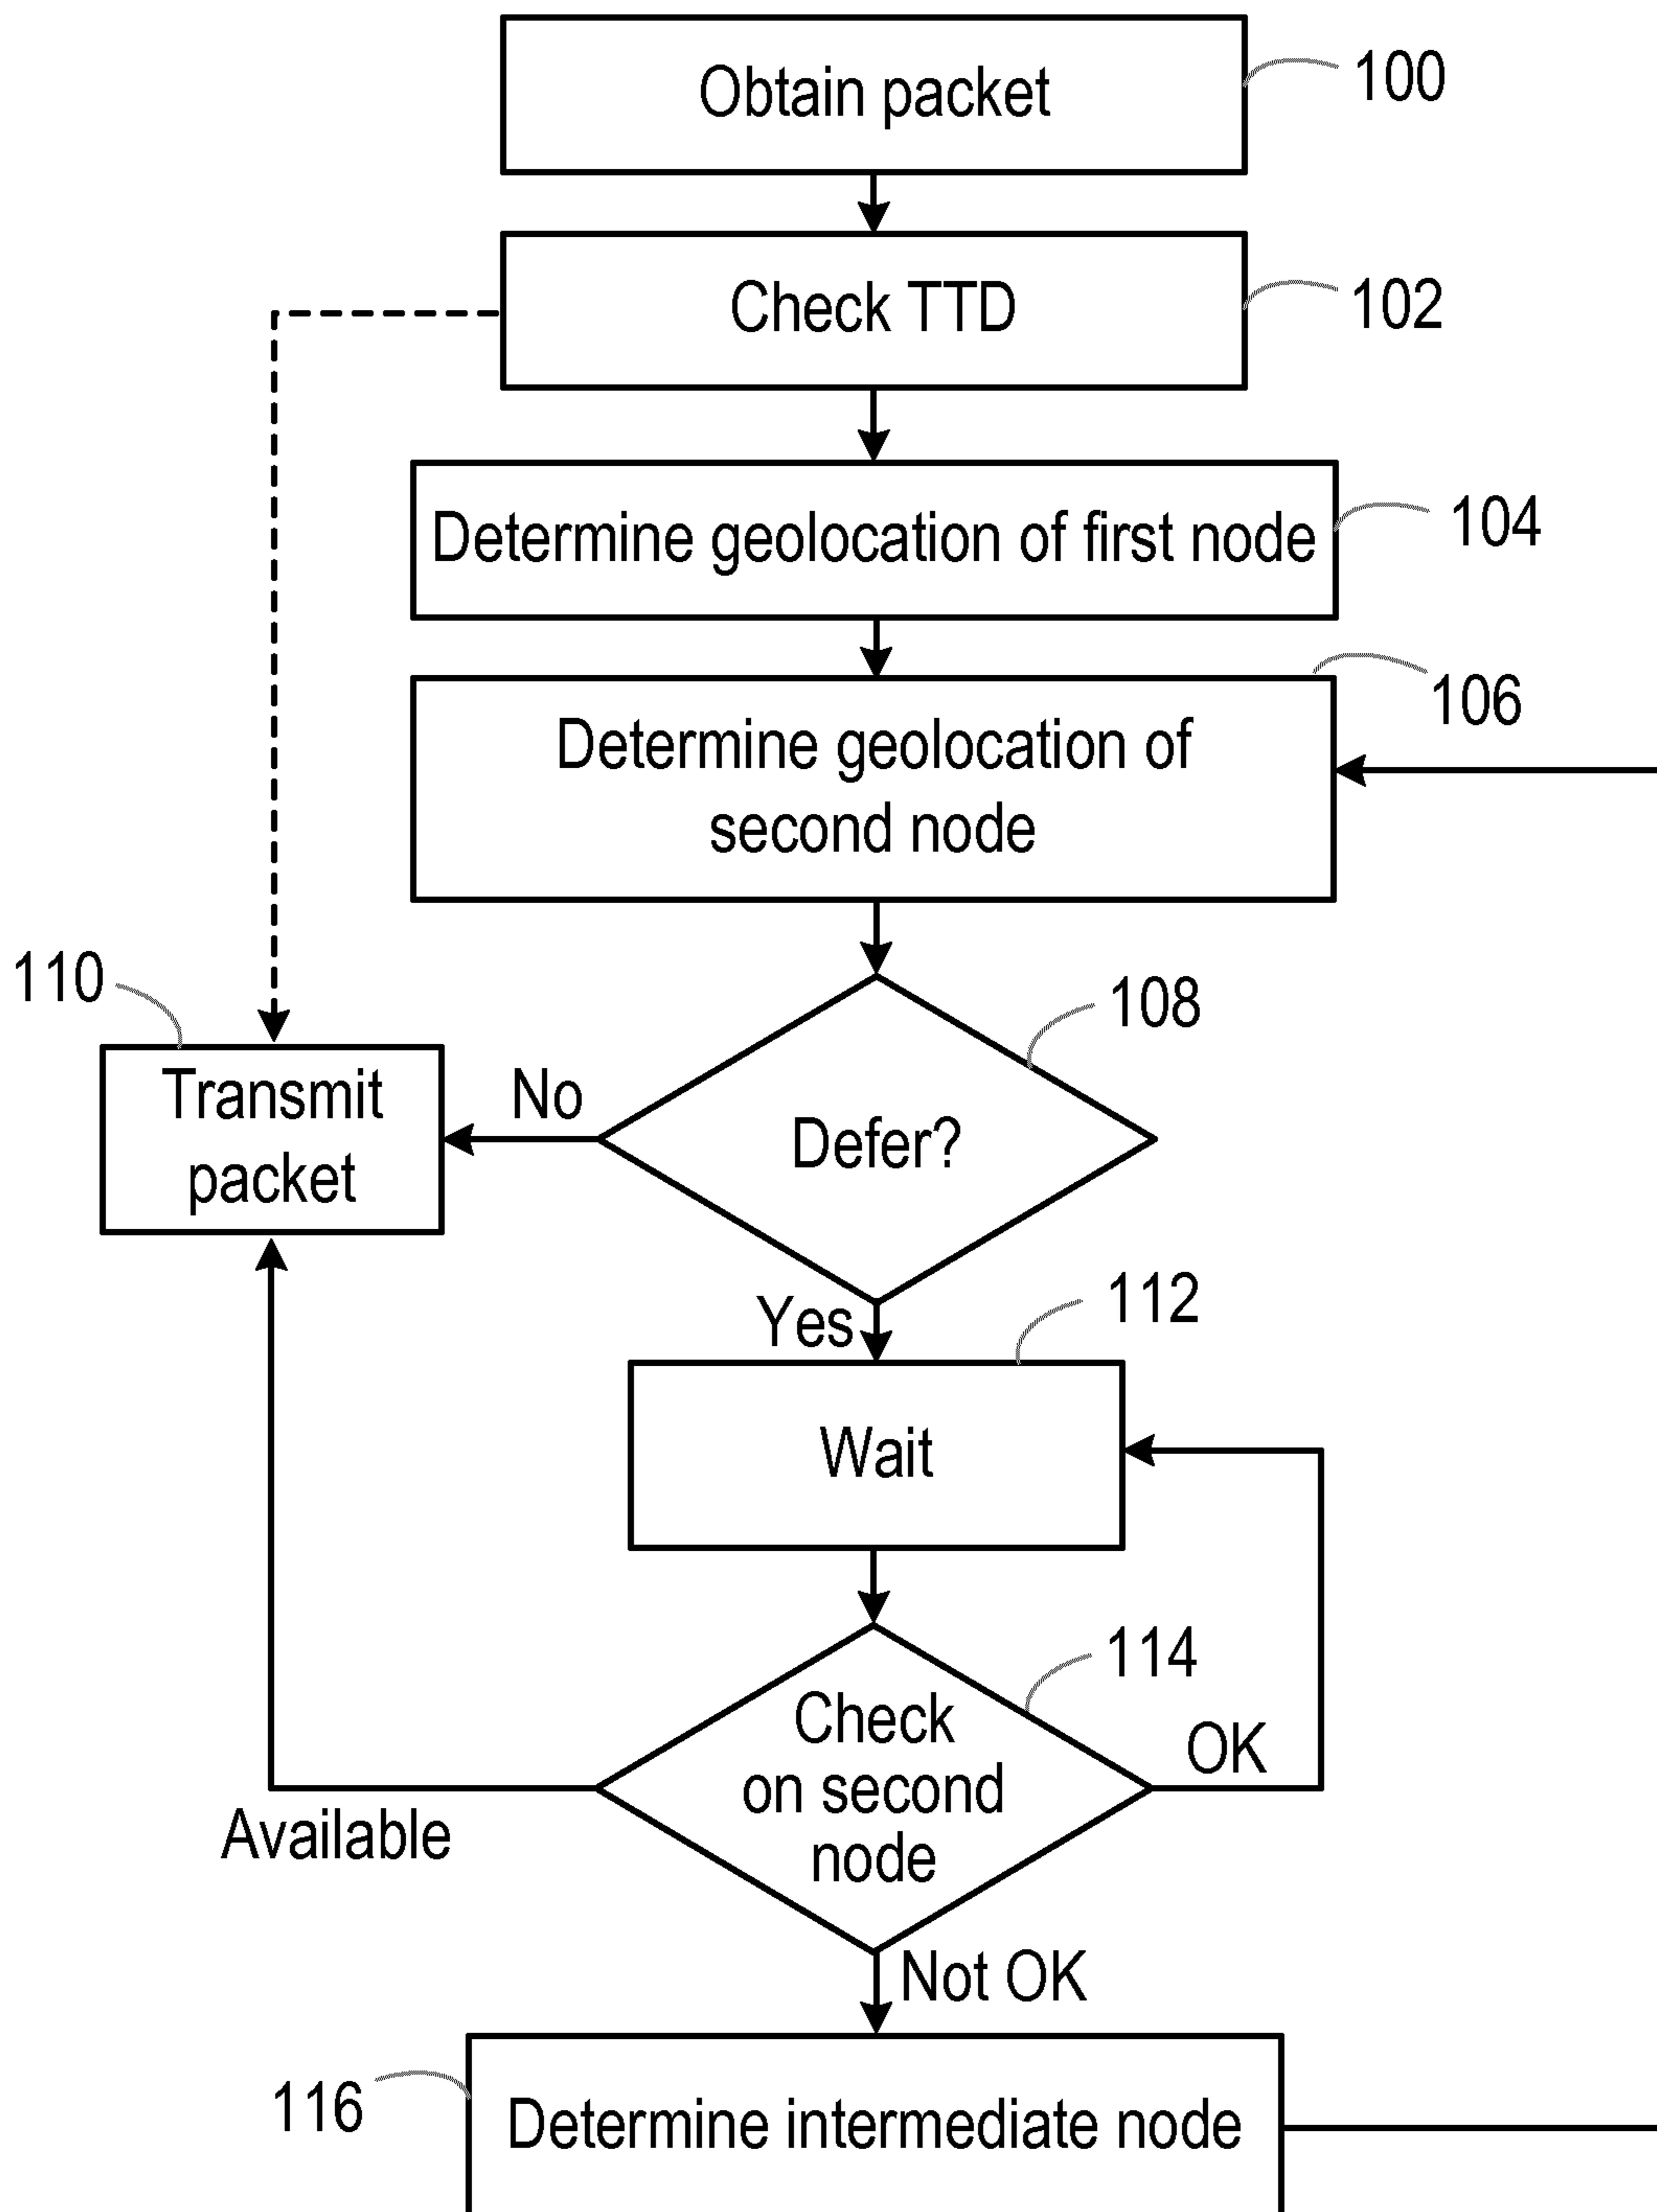 Obtain packet
100
Check TTD
102
Determine geolocation of first node
104
106
Determine geolocation of
second node
110
108
Transmit
packet
No
Defer?
Yes
112
Wait
114
Check
on second
node
OK
Available
Not OK
116
Determine intermediate node